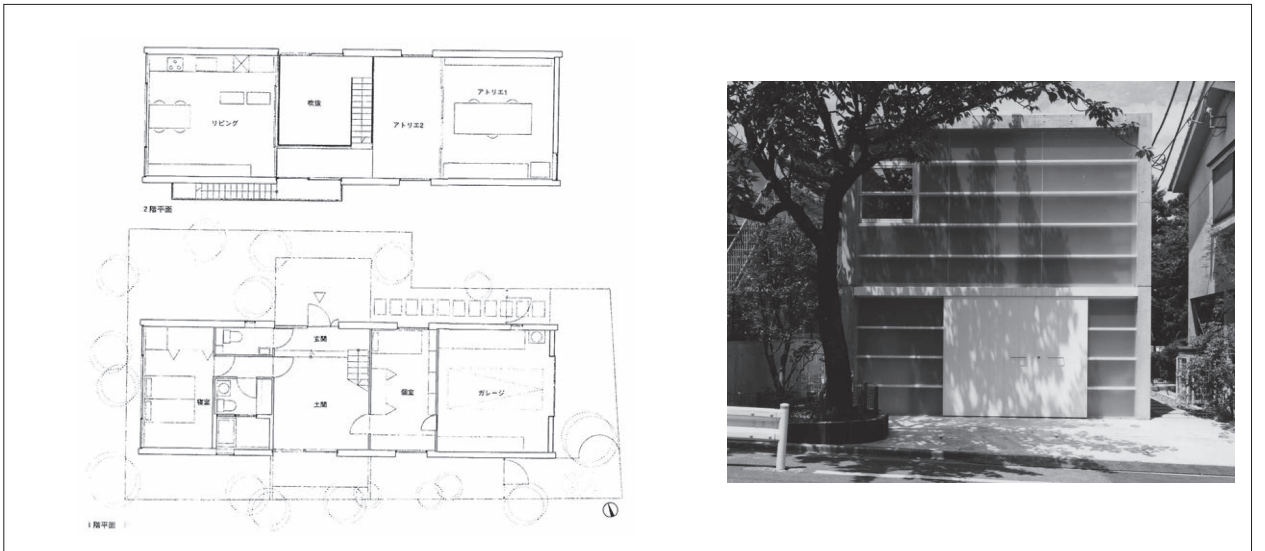 吹抜
アトリエ1
リビング
アトリエ2
2階平面
玄関
寝室
土間
個室
ガレージ
1階平面